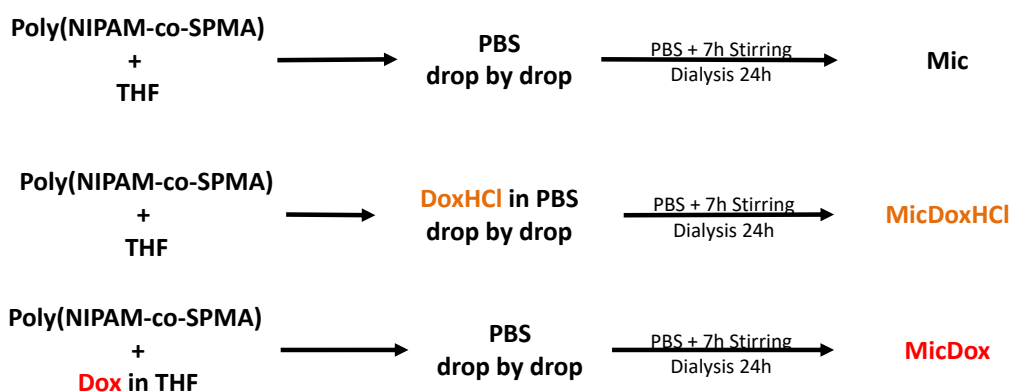 Poly(NIPAM-co-SPMA)
+
THF
PBS
drop by drop
PBS + 7h Stirring
Dialysis 24h
Mic
Poly(NIPAM-co-SPMA)
+
THF
DoxHCl in PBS
drop by drop
PBS + 7h Stirring
Dialysis 24h
MicDoxHCl
Poly(NIPAM-co-SPMA)
+
Dox in THF
PBS
drop by drop
PBS + 7h Stirring
Dialysis 24h
MicDox